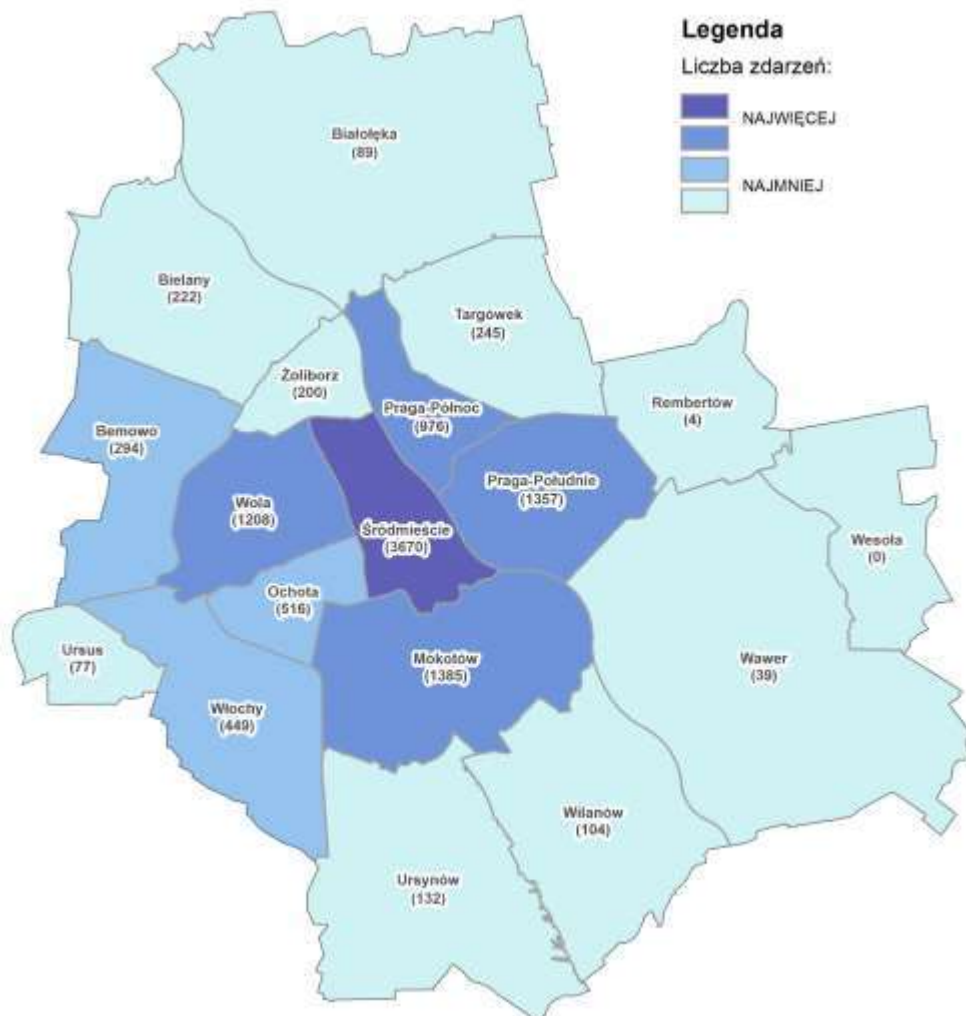 Legenda
Liczba zdarzeń:
NAJWIĘCEJ
NAJMNIEJ
Białołęka
(89)
Bielany
(222)
Targówek
(245)
Żoliborz
(200)
Rembertów
(4)
Praga-Północ
(976)
Bemowo
(294)
Praga-Południe
(1357)
Wola
(1208)
Śródmieście
(3670)
Wesoła
(0)
Ochota
(516)
Ursus
(77)
Mokotów
(1385)
Wawer
(39)
Włochy
(449)
Wilanów
(104)
Ursynów
(132)